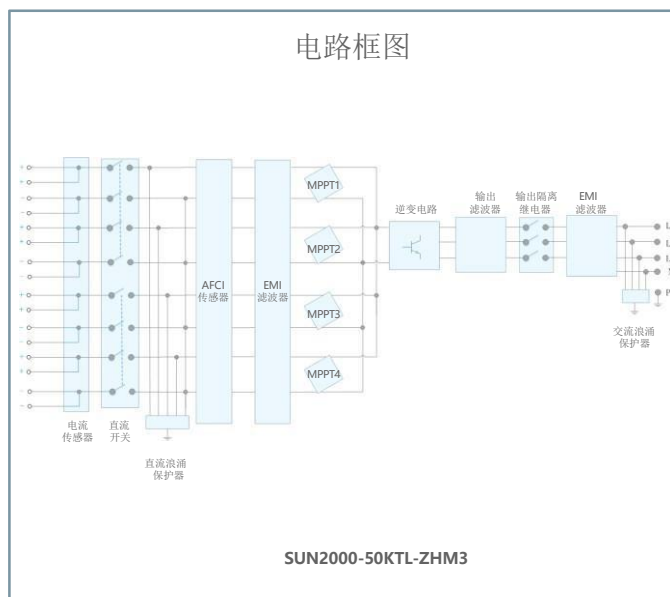 电路框图
MPPT1
MPPT2
MPPT3
MPPT4
AFCI
传感器
EMI
滤波器
逆变电路
输出
滤波器
输出隔离
继电器
EMI
滤波器
交流浪涌
保护器
电流
传感器
直流
开关
直流浪涌
保护器
SUN2000-50KTL-ZHM3